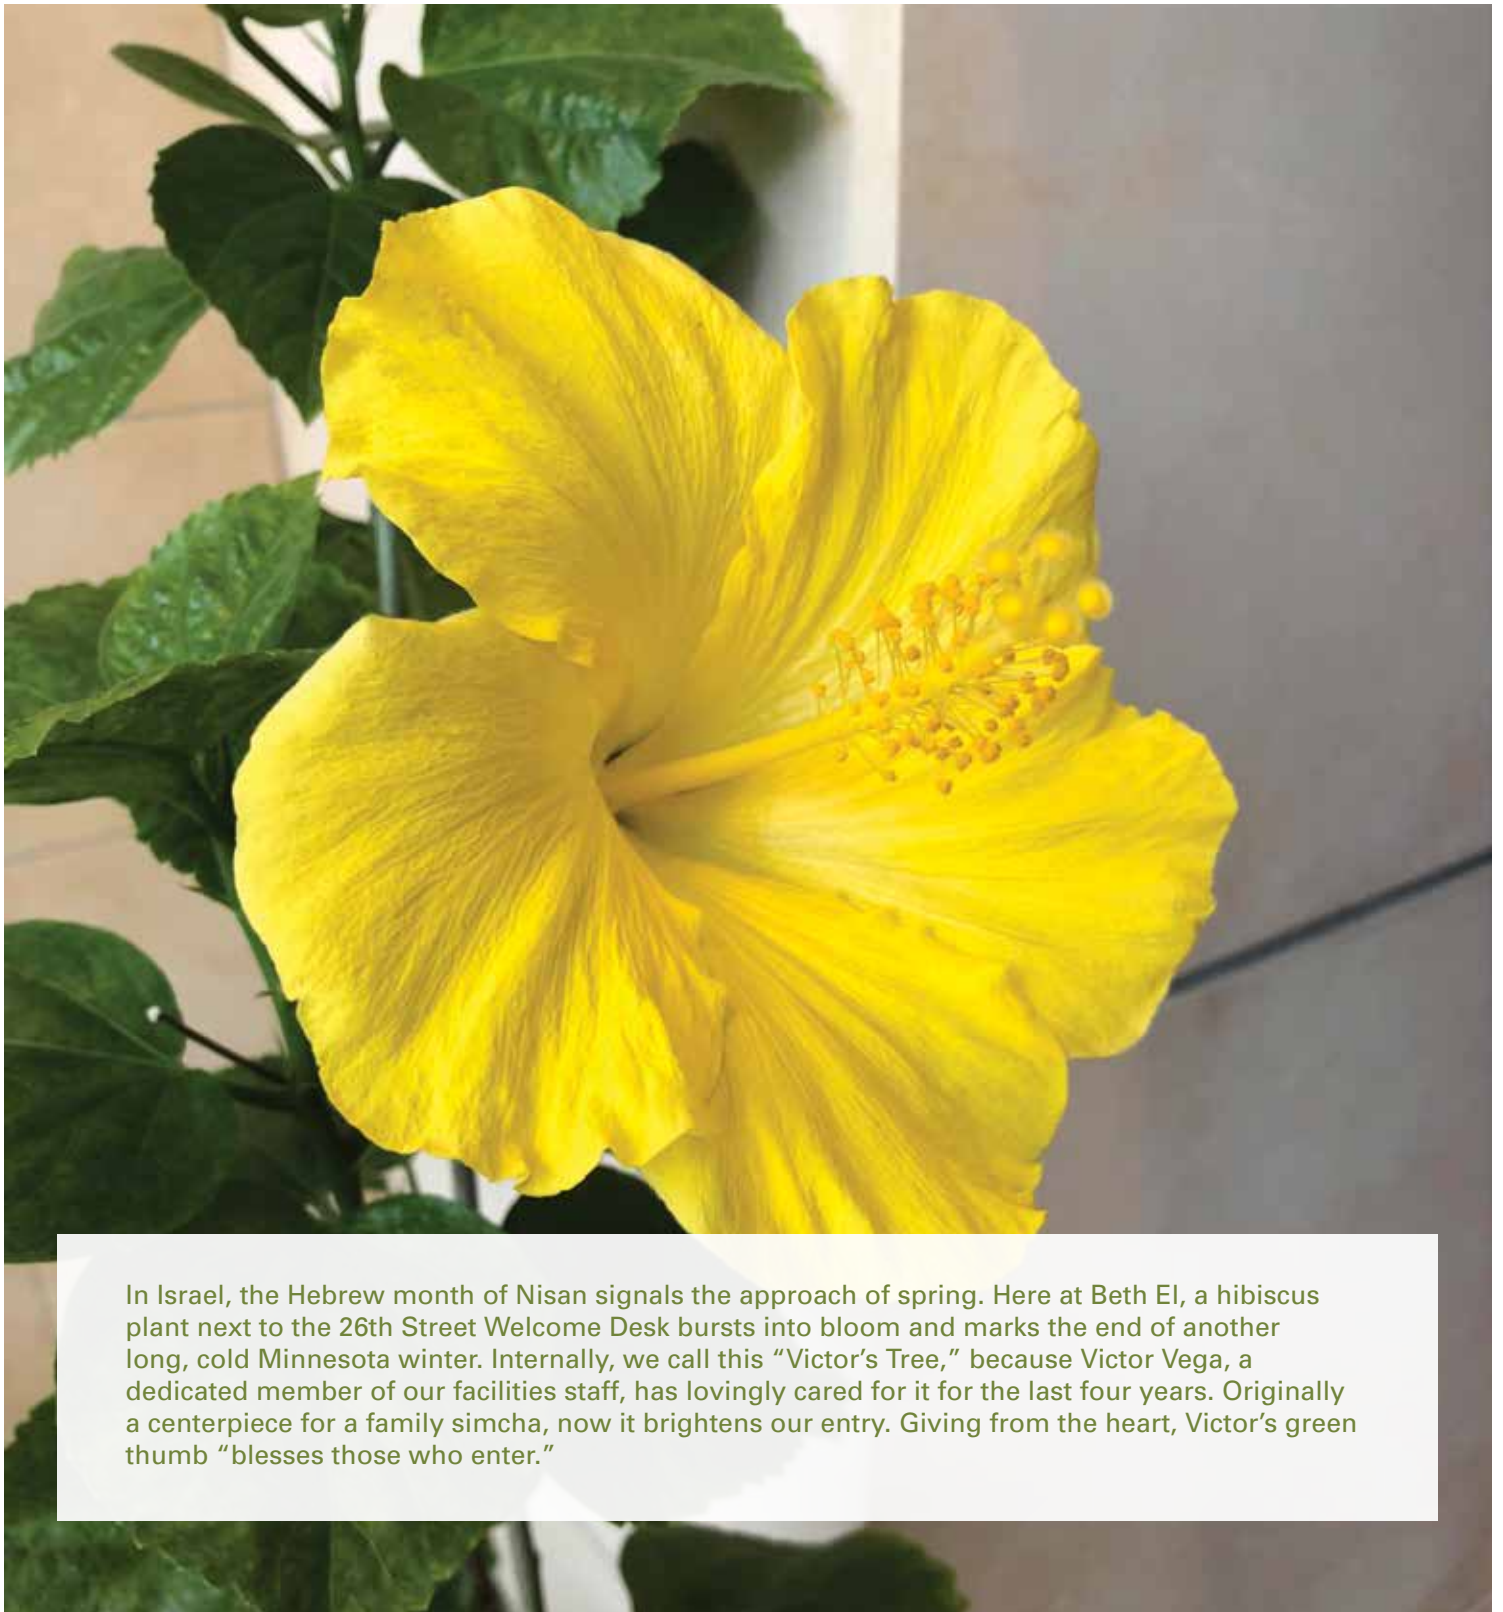 In Israel, the Hebrew month of Nisan signals the approach of spring. Here at Beth El, a hibiscus
plant next to the 26th Street Welcome Desk bursts into bloom and marks the end of another
long, cold Minnesota winter. Internally, we call this “Victor’s Tree,” because Victor Vega, a
dedicated member of our facilities staff, has lovingly cared for it for the last four years. Originally
a centerpiece for a family simcha, now it brightens our entry. Giving from the heart, Victor’s green
thumb “blesses those who enter.”